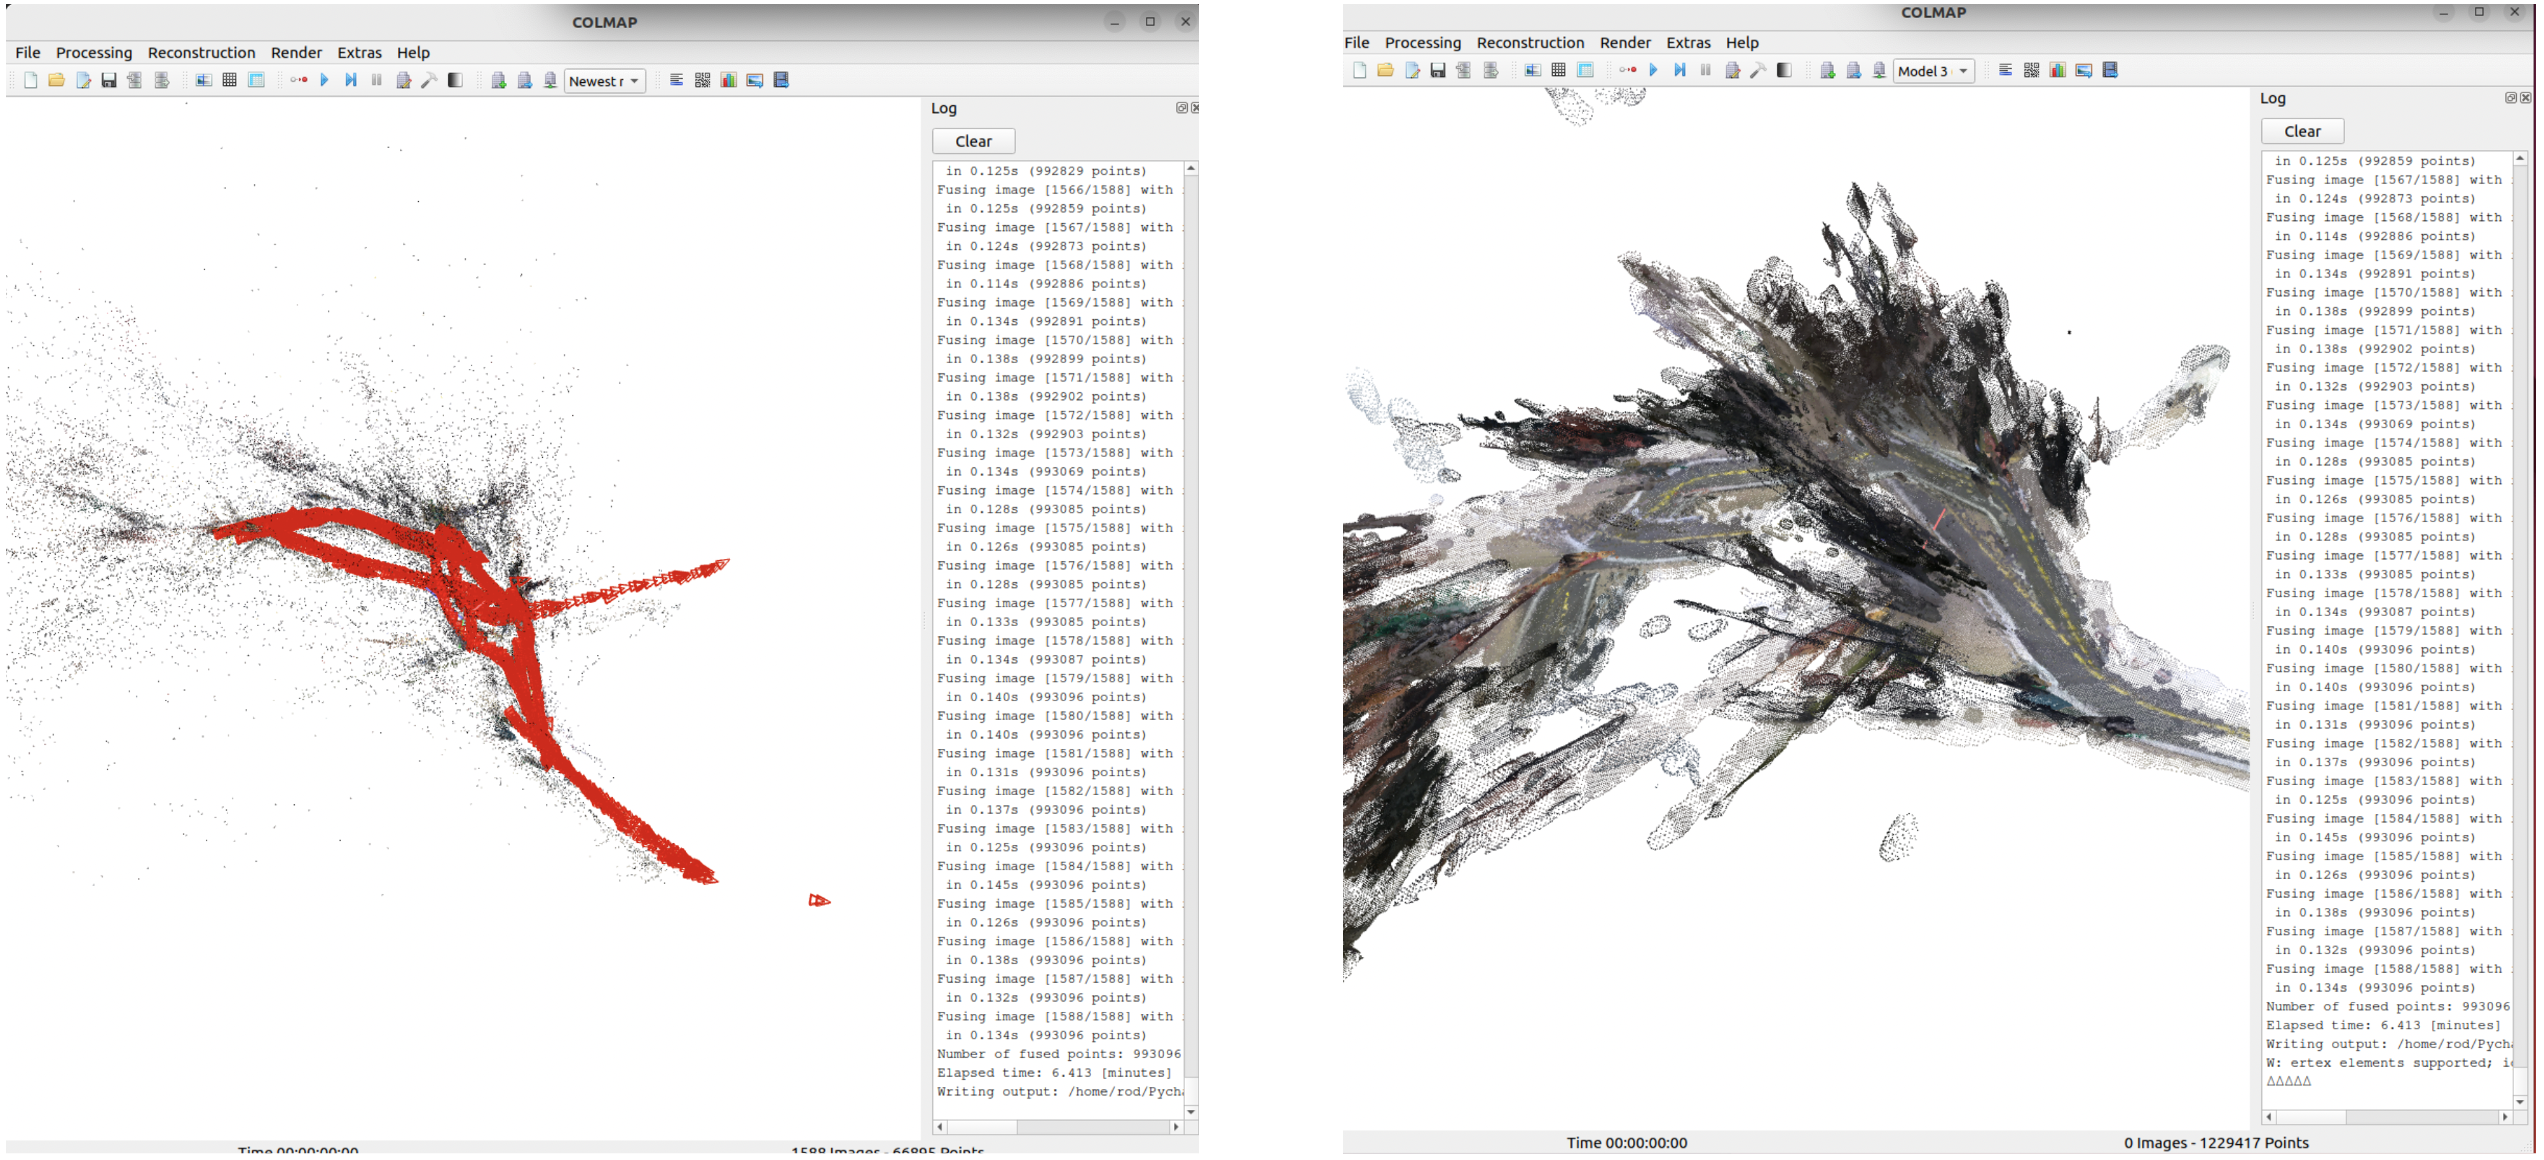 COLMAP
File Processing Reconstruction Render Extras Help
Newest r
Log
Clear
in 0.125s (992829 points)
Fusing image [1566/1588] with
in 0.125s (992859 points)
Fusing image [1567/1588] with
in 0.124s (992873 points)
Fusing image [1568/1588] with
in 0.114s (992886 points)
Fusing image [1569/1588] with
in 0.134s (992891 points)
Fusing image [1570/1588] with
in 0.138s (992899 points)
Fusing image [1571/1588] with
in 0.138s (992902 points)
Fusing image [1572/1588] with
in 0.132s (992903 points)
Fusing image [1573/1588] with
in 0.134s (993069 points)
Fusing image [1574/1588] with
in 0.128s (993085 points)
Fusing image [1575/1588] with
in 0.126s (993085 points)
Fusing image [1576/1588] with
in 0.128s (993085 points)
Fusing image [1577/1588] with
in 0.133s (993085 points)
Fusing image [1578/1588] with
in 0.134s (993087 points)
Fusing image [1579/1588] with
in 0.140s (993096 points)
Fusing image [1580/1588] with
in 0.140s (993096 points)
Fusing image [1581/1588] with
in 0.131s (993096 points)
Fusing image [1582/1588] with
in 0.137s (993096 points)
Fusing image [1583/1588] with
in 0.125s (993096 points)
Fusing image [1584/1588] with
in 0.145s (993096 points)
Fusing image [1585/1588] with
in 0.126s (993096 points)
Fusing image [1586/1588] with
in 0.138s (993096 points)
Fusing image [1587/1588] with
in 0.132s (993096 points)
Fusing image [1588/1588] with
in 0.134s (993096 points)
Number of fused points: 993096
Elapsed time: 6.413 [minutes]
Writing output: /home/rod/Pych
Time 00:00:00:00
1588 Images - 66895 Points
COLMAP
File Processing Reconstruction Render Extras Help
Model 3
Log
Clear
in 0.125s (992859 points)
Fusing image [1567/1588] with
in 0.124s (992873 points)
Fusing image [1568/1588] with
in 0.114s (992886 points)
Fusing image [1569/1588] with
in 0.134s (992891 points)
Fusing image [1570/1588] with
in 0.138s (992899 points)
Fusing image [1571/1588] with
in 0.138s (992902 points)
Fusing image [1572/1588] with
in 0.132s (992903 points)
Fusing image [1573/1588] with
in 0.134s (993069 points)
Fusing image [1574/1588] with
in 0.128s (993085 points)
Fusing image [1575/1588] with
in 0.126s (993085 points)
Fusing image [1576/1588] with
in 0.128s (993085 points)
Fusing image [1577/1588] with
in 0.133s (993085 points)
Fusing image [1578/1588] with
in 0.134s (993087 points)
Fusing image [1579/1588] with
in 0.140s (993096 points)
Fusing image [1580/1588] with
in 0.140s (993096 points)
Fusing image [1581/1588] with
in 0.131s (993096 points)
Fusing image [1582/1588] with
in 0.137s (993096 points)
Fusing image [1583/1588] with
in 0.125s (993096 points)
Fusing image [1584/1588] with
in 0.145s (993096 points)
Fusing image [1585/1588] with
in 0.126s (993096 points)
Fusing image [1586/1588] with
in 0.138s (993096 points)
Fusing image [1587/1588] with
in 0.132s (993096 points)
Fusing image [1588/1588] with
in 0.134s (993096 points)
Number of fused points: 993096
Elapsed time: 6.413 [minutes]
Writing output: /home/rod/Pych
W: ertex elements supported; i
ΔΔΔΔΔ
Time 00:00:00:00
0 Images - 1229417 Points